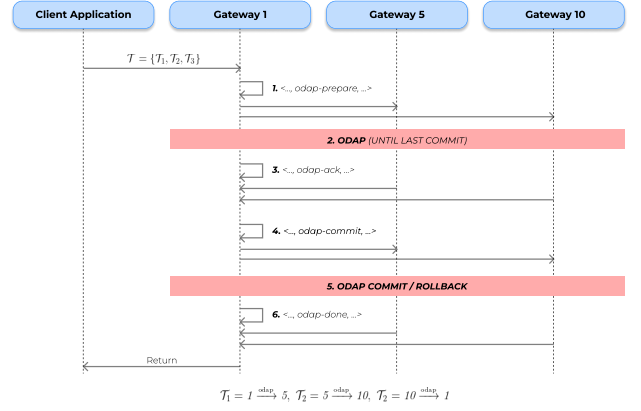 Client Application Gateway 1 Gateway 5 Gateway 10
𝒯 = {𝒯₁, 𝒯₂, 𝒯₃}
1. <.., odap-prepare, ...>
2. ODAP (UNTIL LAST COMMIT)
3. <.., odap-ack, ...>
4. <.., odap-commit, ...>
5. ODAP COMMIT / ROLLBACK
6. <.., odap-done, ...>
Return
𝒯₁ = 1 odap⟶ 5, 𝒯₂ = 5 odap⟶ 10, 𝒯₂ = 10 odap⟶ 1